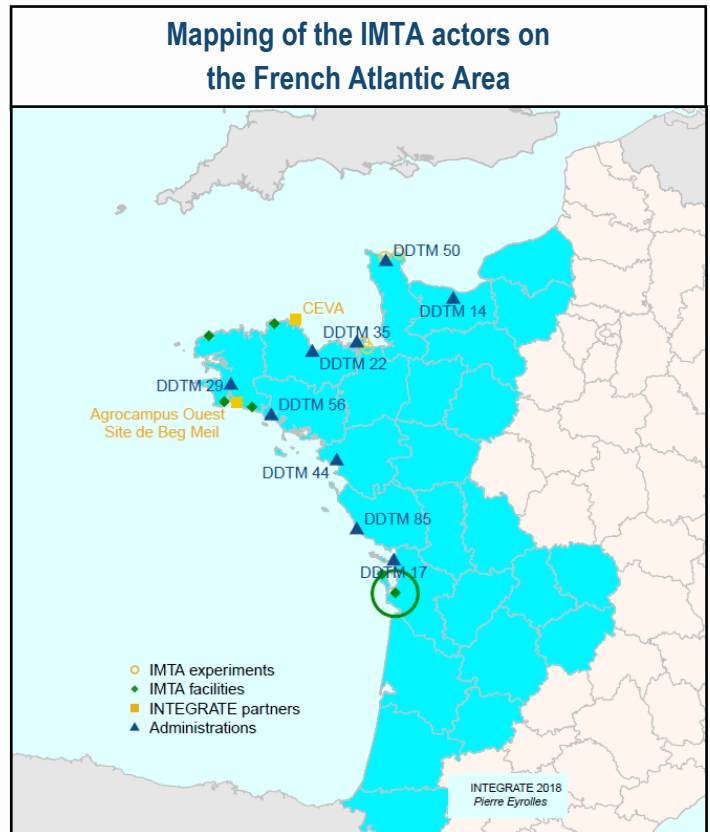 Mapping of the IMTA actors on
the French Atlantic Area
DDTM 50
DDTM 14
CEVA
DDTM 35
DDTM 22
DDTM 29
DDTM 56
Agrocampus Ouest
Site de Beg Meil
DDTM 44
DDTM 85
DDTM 17
IMTA experiments
IMTA facilities
INTEGRATE partners
Administrations
INTEGRATE 2018
Pierre Eyrolles